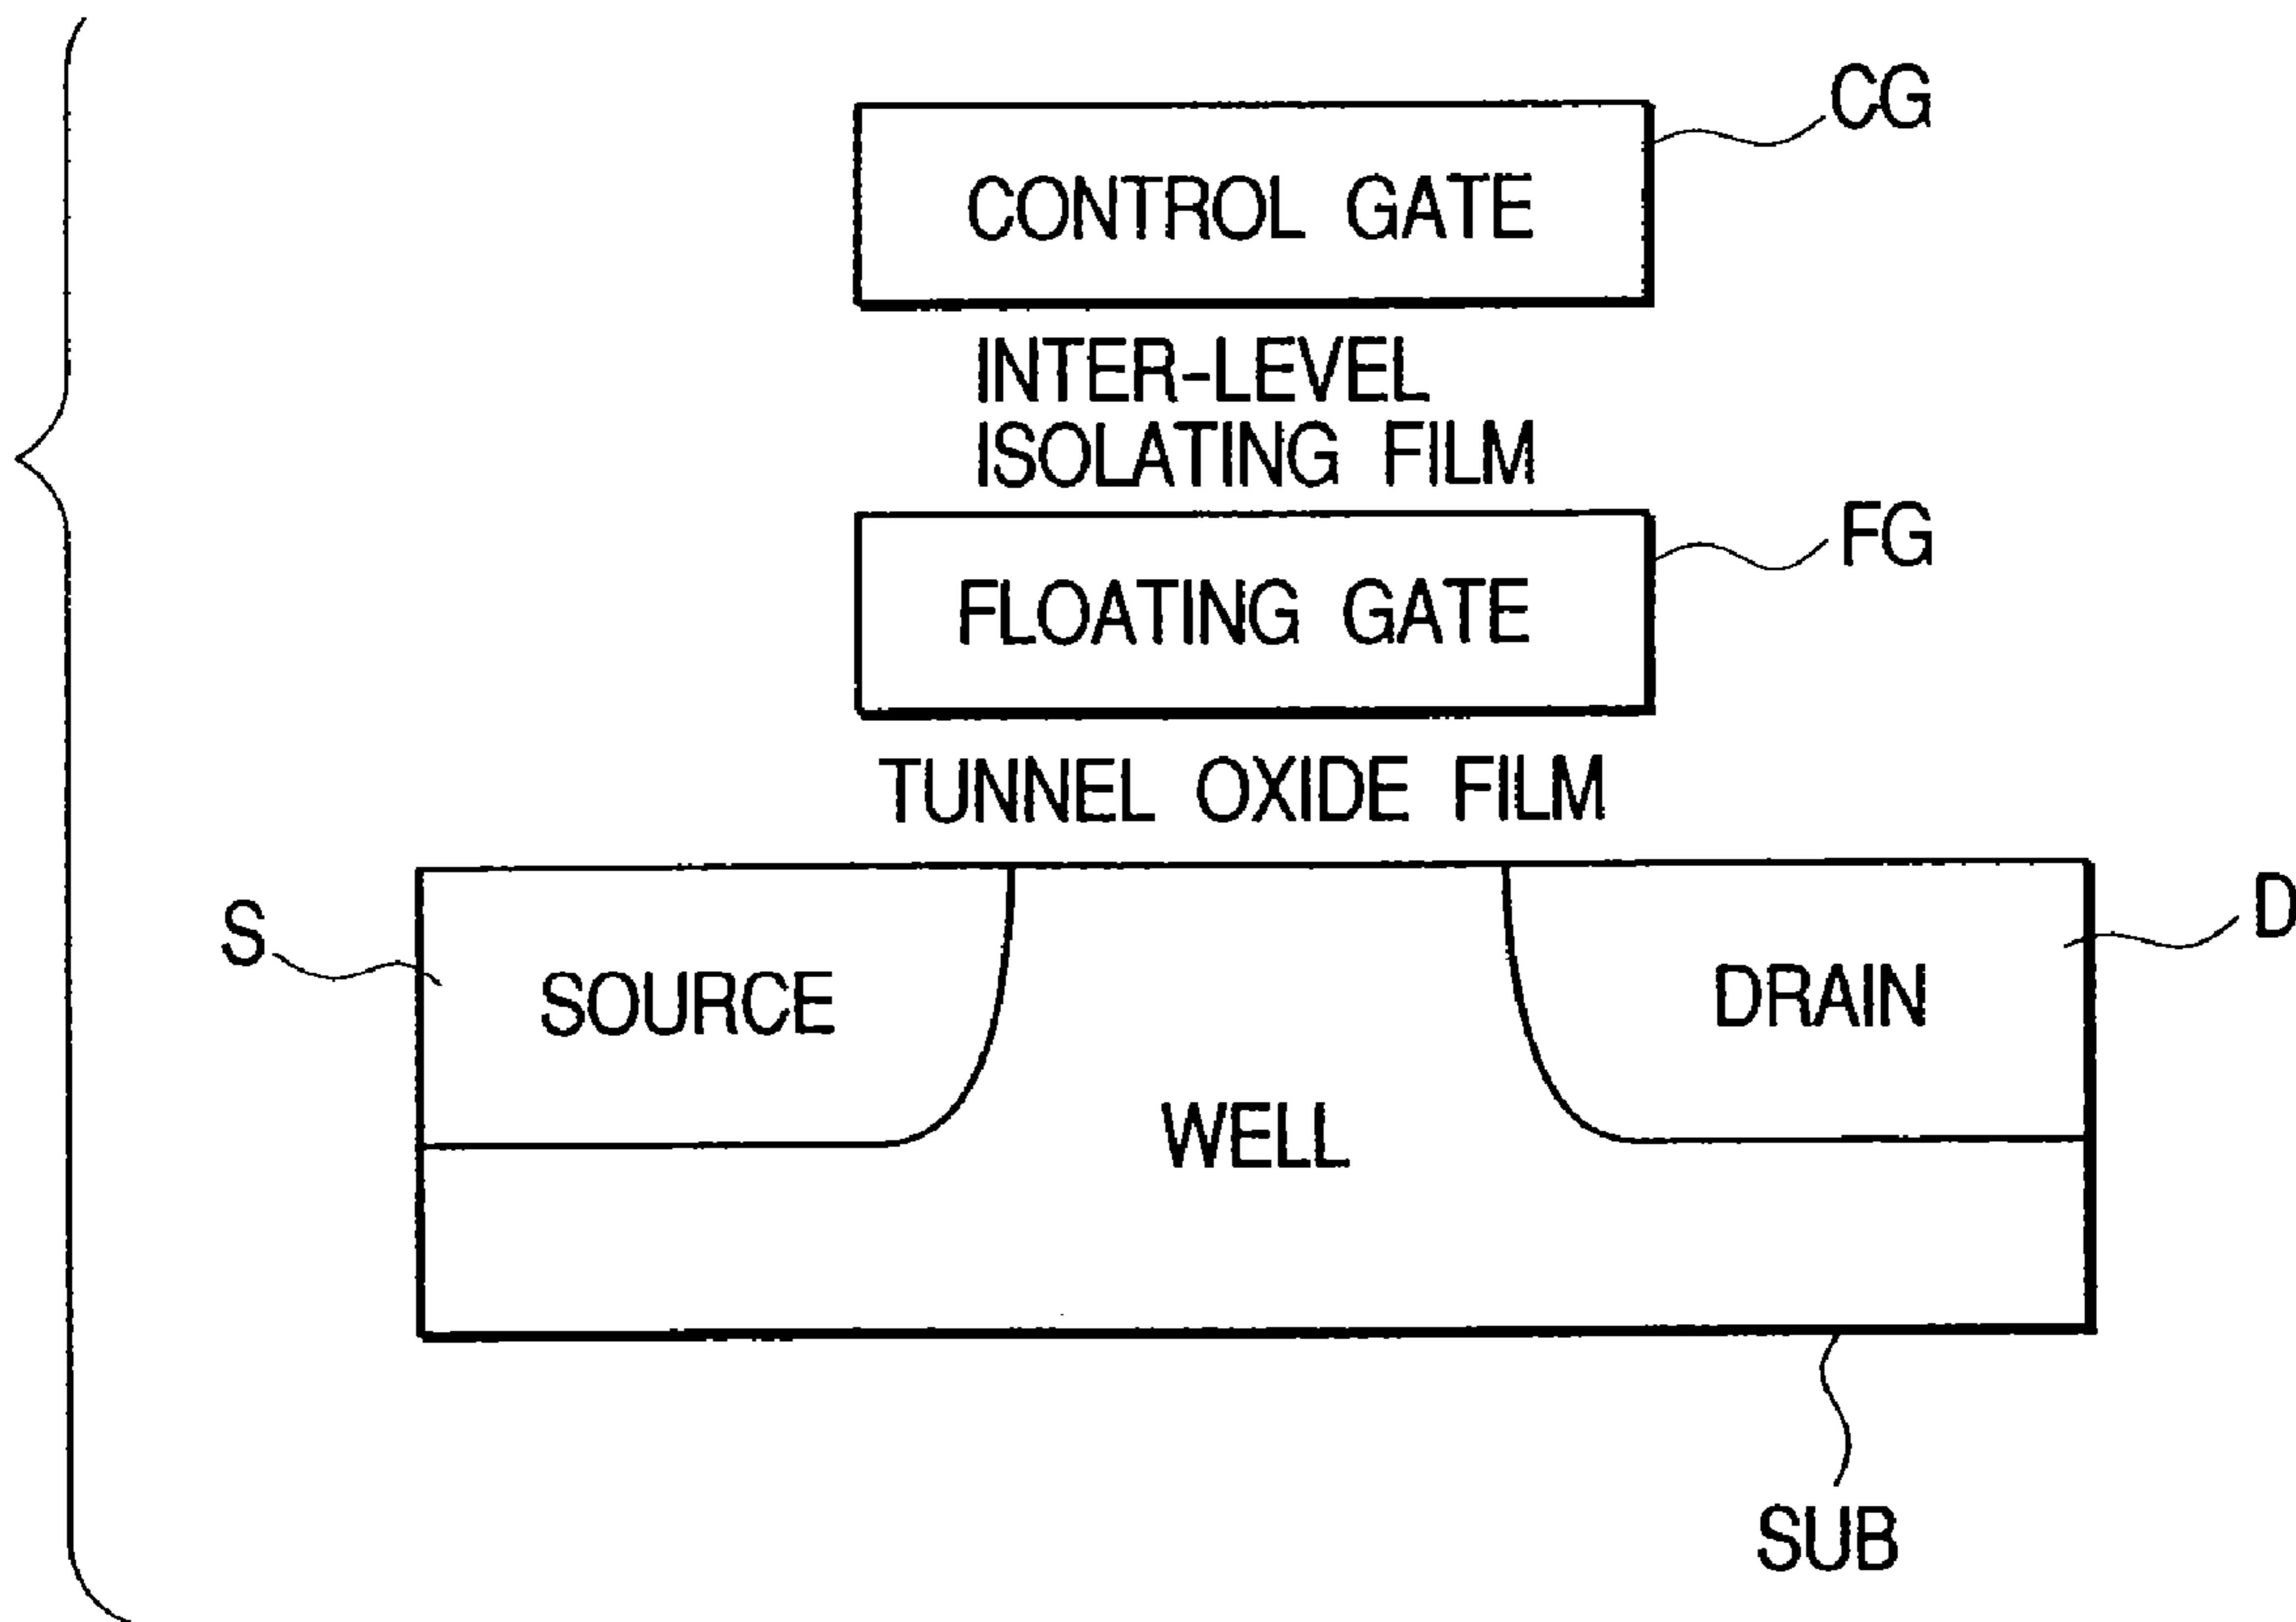 CG
CONTROL GATE
INTER-LEVEL
ISOLATING FILM
FG
FLOATING GATE
TUNNEL OXIDE FILM
S
D
SOURCE
DRAIN
WELL
SUB